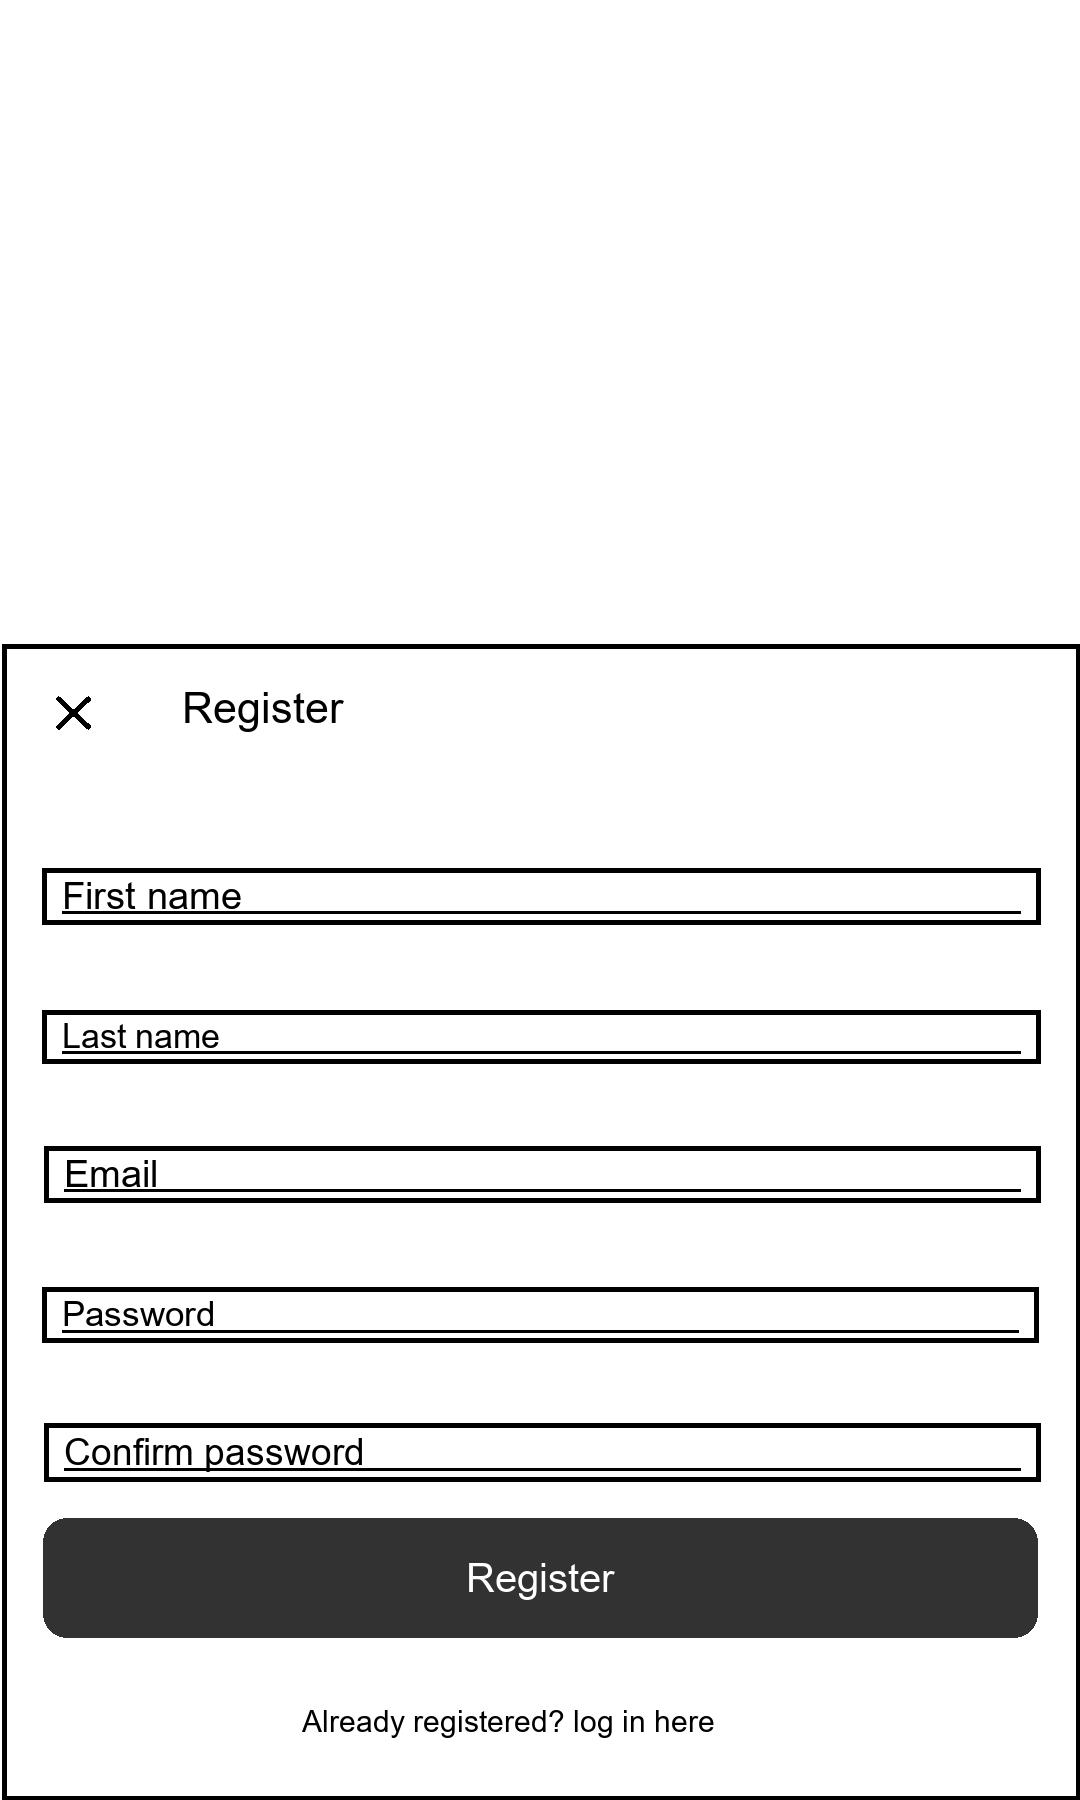 Register
First name
Last name
Email
Password
Confirm password
Register
Already registered? log in here